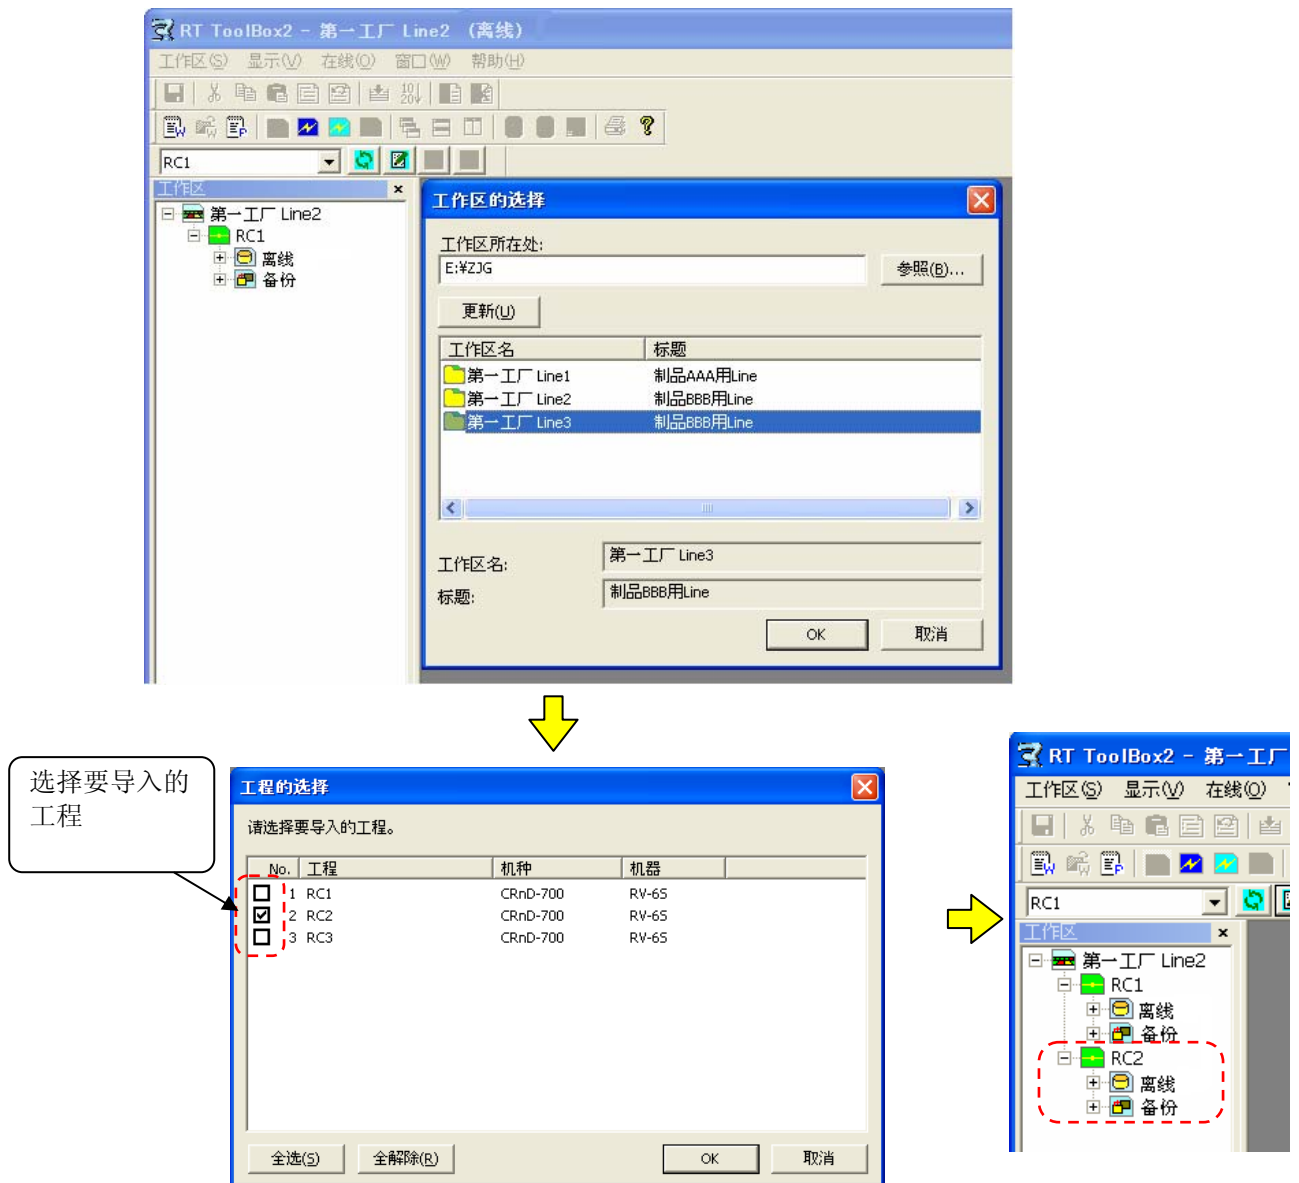 RT ToolBox2 - 第一工厂 Line2 (离线)
工作区(S) 显示(V) 在线(O) 窗口(W) 帮助(H)
RC1
工作区
第一工厂 Line2
RC1
离线
备份
工作区的选择
工作区所在处:
E:¥ZJG
参照(B)...
更新(U)
工作区名 标题
第一工厂 Line1 制品AAA用Line
第一工厂 Line2 制品BBB用Line
第一工厂 Line3 制品BBB用Line
工作区名: 第一工厂 Line3
标题: 制品BBB用Line
OK 取消
选择要导入的
工程
工程的选择
请选择要导入的工程。
No. 工程 机种 机器
1 RC1 CRnD-700 RV-6S
2 RC2 CRnD-700 RV-6S
3 RC3 CRnD-700 RV-6S
全选(S) 全解除(R) OK 取消
RT ToolBox2 - 第一工厂
工作区(S) 显示(V) 在线(O)
RC1
工作区
第一工厂 Line2
RC1
离线
备份
RC2
离线
备份